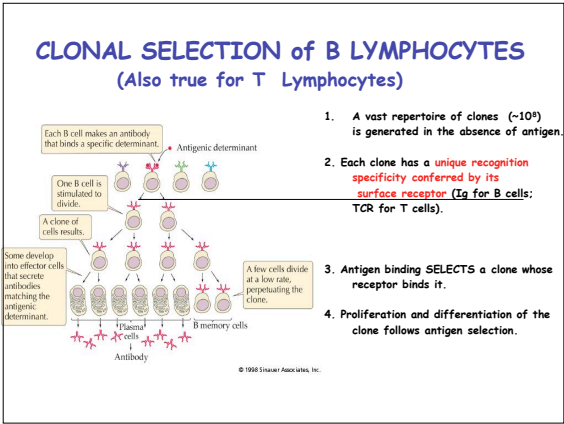 CLONAL SELECTION of B LYMPHOCYTES
(Also true for T Lymphocytes)
Each B cell makes an antibody
that binds a specific determinant.
Antigenic determinant
One B cell is
stimulated to
divide.
A clone of
cells results.
Some develop
into effector cells
that secrete
antibodies
matching the
antigenic
determinant.
A few cells divide
at a low rate,
perpetuating the
clone.
Plasma
cells
B memory cells
Antibody
© 1998 Sinauer Associates, Inc.
1. A vast repertoire of clones (~10⁸)
is generated in the absence of antigen.
2. Each clone has a unique recognition
specificity conferred by its
surface receptor (Ig for B cells;
TCR for T cells).
3. Antigen binding SELECTS a clone whose
receptor binds it.
4. Proliferation and differentiation of the
clone follows antigen selection.